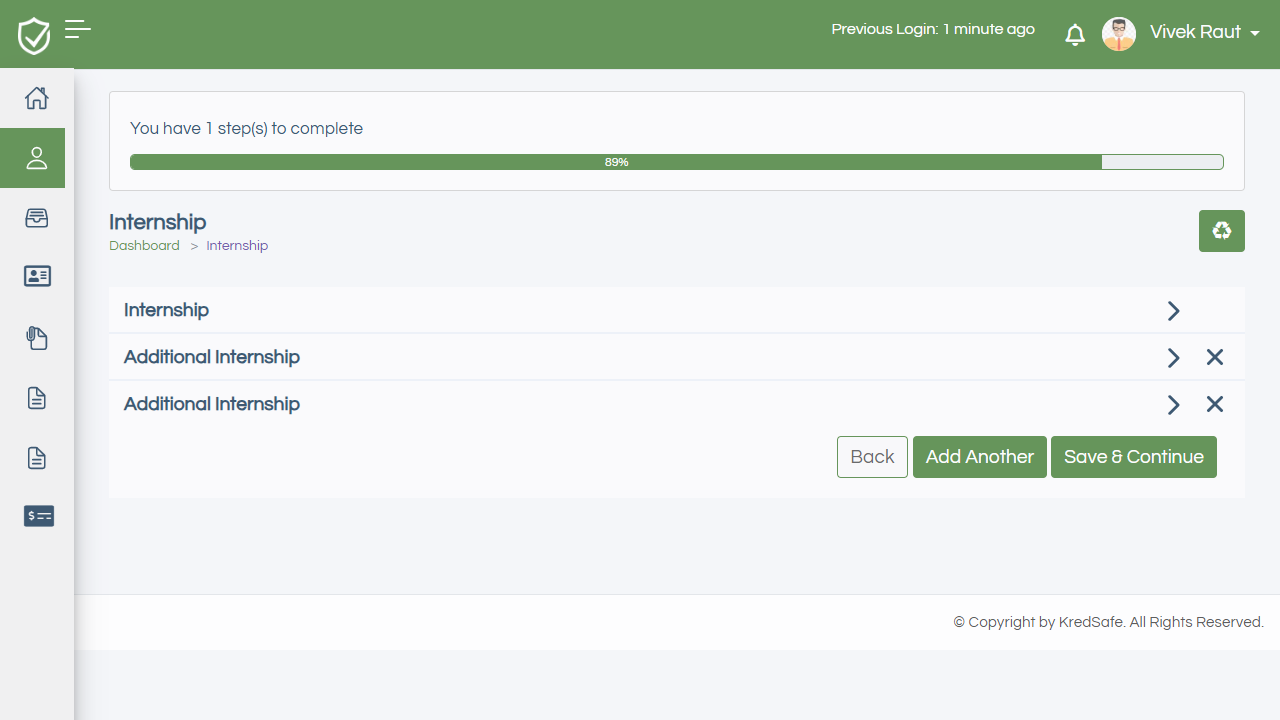 Previous Login: 1 minute ago
Vivek Raut
You have 1 step(s) to complete
89%
Internship
Dashboard > Internship
Internship
Additional Internship
Additional Internship
Back
Add Another
Save & Continue
© Copyright by KredSafe. All Rights Reserved.